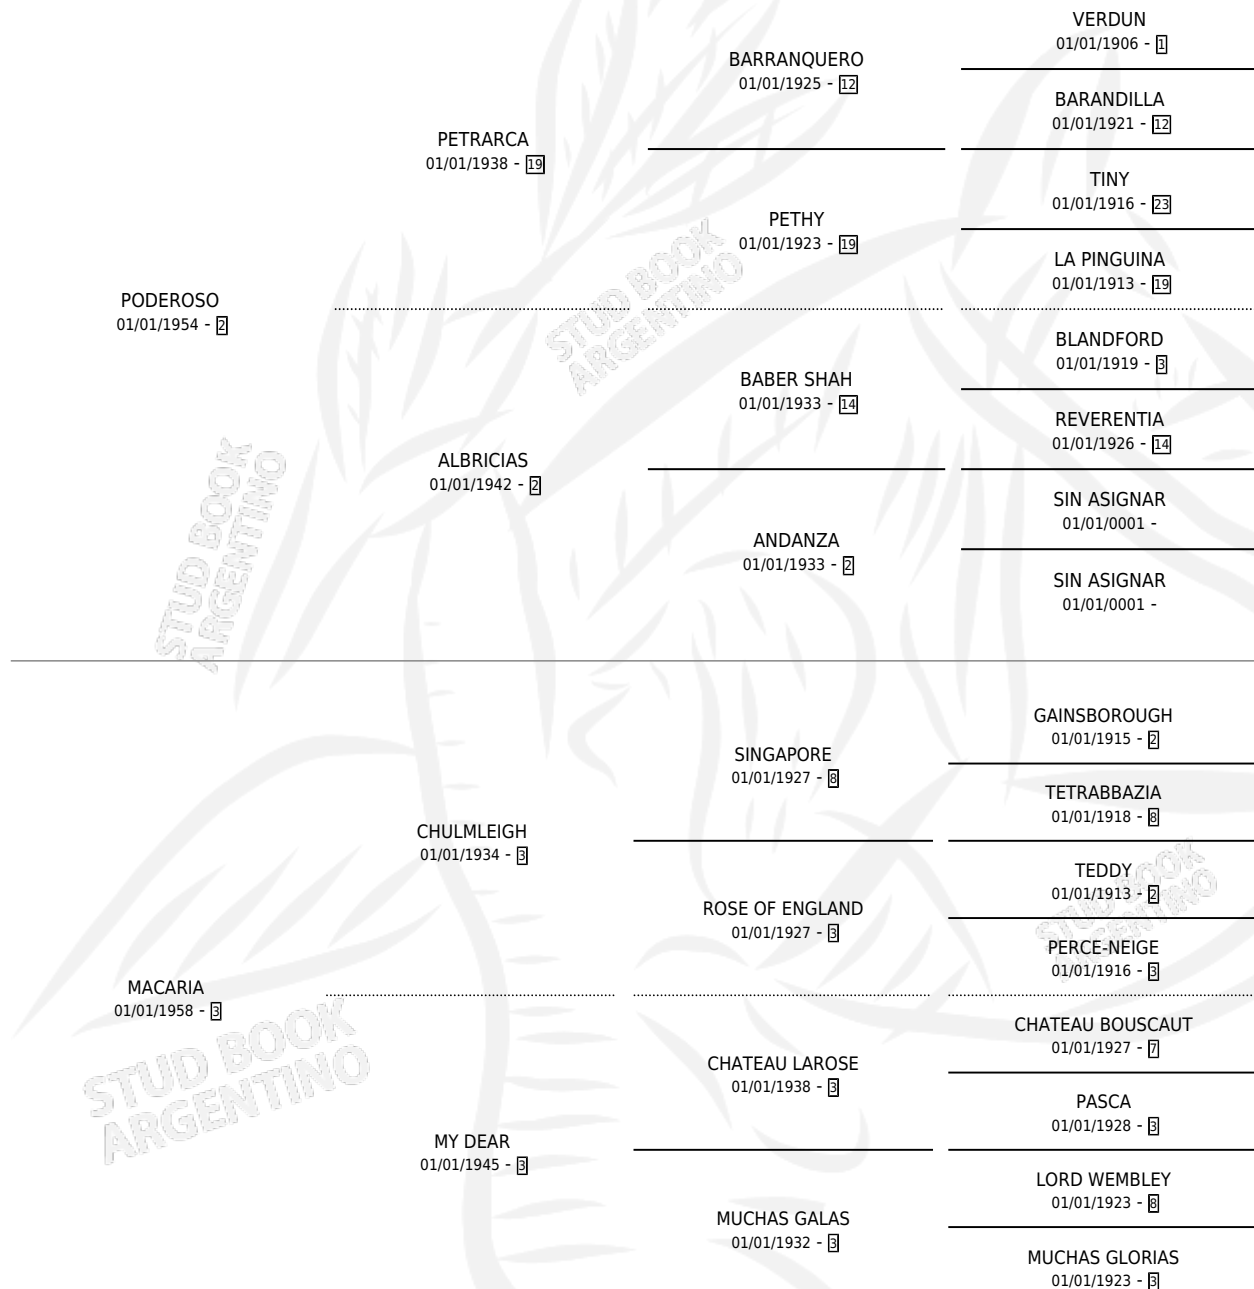 VERDUN
01/01/1906 - 1
BARRANQUERO
01/01/1925 - 12
BARANDILLA
01/01/1921 - 12
PETRARCA
01/01/1938 - 19
TINY
01/01/1916 - 23
PETHY
01/01/1923 - 19
LA PINGUINA
01/01/1913 - 19
PODEROSO
01/01/1954 - 2
BLANDFORD
01/01/1919 - 3
BABER SHAH
01/01/1933 - 14
REVERENTIA
01/01/1926 - 14
ALBRICIAS
01/01/1942 - 2
SIN ASIGNAR
01/01/0001 -
ANDANZA
01/01/1933 - 2
SIN ASIGNAR
01/01/0001 -
STUD BOOK
ARGENTINO
STUD BOOK
ARGENTINO
GAINSBOROUGH
01/01/1915 - 2
SINGAPORE
01/01/1927 - 8
TETRABBAZIA
01/01/1918 - 8
CHULMLEIGH
01/01/1934 - 3
TEDDY
01/01/1913 - 2
ROSE OF ENGLAND
01/01/1927 - 3
PERCE-NEIGE
01/01/1916 - 3
MACARIA
01/01/1958 - 3
CHATEAU BOUSCAUT
01/01/1927 - 7
CHATEAU LAROSE
01/01/1938 - 3
PASCA
01/01/1928 - 3
MY DEAR
01/01/1945 - 3
LORD WEMBLEY
01/01/1923 - 8
MUCHAS GALAS
01/01/1932 - 3
MUCHAS GLORIAS
01/01/1923 - 3
STUD BOOK
ARGENTINO
STUD BOOK
ARGENTINO